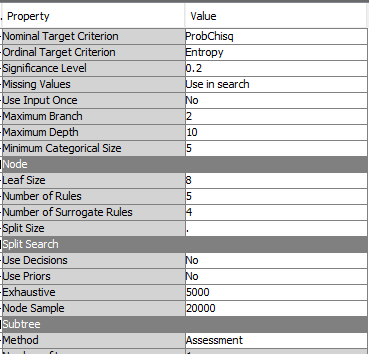 . Property Value
Nominal Target Criterion ProbChisq
Ordinal Target Criterion Entropy
Significance Level 0.2
Missing Values Use in search
Use Input Once No
Maximum Branch 2
Maximum Depth 10
Minimum Categorical Size 5
Node
Leaf Size 8
Number of Rules 5
Number of Surrogate Rules 4
Split Size .
Split Search
Use Decisions No
Use Priors No
Exhaustive 5000
Node Sample 20000
Subtree
Method Assessment